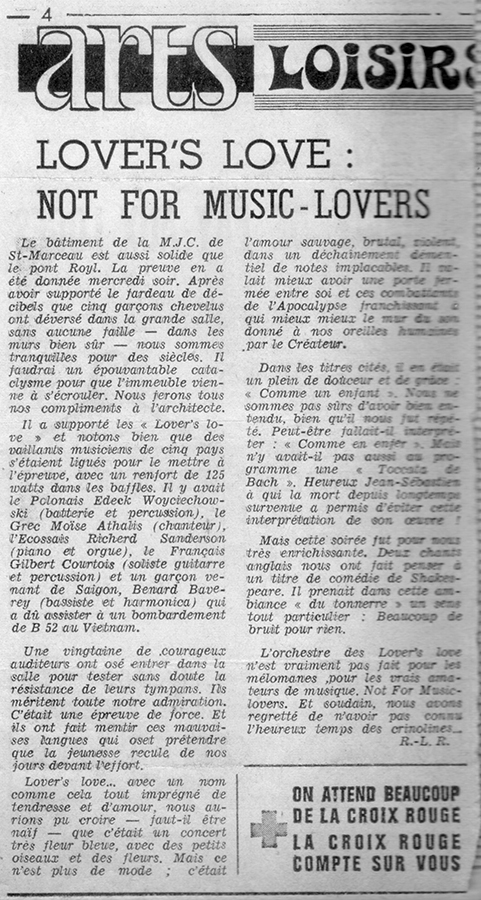 — 4
arts LOISIRS
LOVER'S LOVE :
NOT FOR MUSIC-LOVERS
Le bâtiment de la M.J.C. de
St-Marceau est aussi solide que
le pont Royl. La preuve en a
été donnée mercredi soir. Après
avoir supporté le fardeau de dé-
cibels que cinq garçons chevelus
ont déversé dans la grande salle,
sans aucune faille — dans les
murs bien sûr — nous sommes
tranquilles pour des siècles. Il
faudrai un épouvantable cata-
clysme pour que l'immeuble vien-
ne à s'écrouler. Nous ferons tous
nos compliments à l'architecte.
Il a supporté les « Lover's lo-
ve » et notons bien que des
vaillants musiciens de cinq pays
s'étaient ligués pour le mettre à
l'épreuve, avec un renfort de 125
watts dans les baffles. Il y avait
le Polonais Edeck Woyciechow-
ski (batterie et percussion), le
Grec Moïse Athalis (chanteur),
l'Ecossais Richerd Sanderson
(piano et orgue), le Français
Gilbert Courtois (soliste guitarre
et percussion) et un garçon ve-
nant de Saigon, Benard Bave-
rey (bassiste et harmonica) qui
a dû assister à un bombardement
de B 52 au Vietnam.
Une vingtaine de courageux
auditeurs ont osé entrer dans la
salle pour tester sans doute la
résistance de leurs tympans. Ils
méritent toute notre admiration.
C'était une épreuve de force. Et
ils ont fait mentir ces mauvai-
ses langues qui oset prétendre
que la jeunesse recule de nos
jours devant l'effort.
Lover's love... avec un nom
comme cela tout imprégné de
tendresse et d'amour, nous au-
rions pu croire — faut-il être
naïf — que c'était un concert
très fleur bleue, avec des petits
oiseaux et des fleurs. Mais ce
n'est plus de mode ; c'était
l'amour sauvage, brutal, violent,
dans un déchaînement démen-
tiel de notes implacables. Il va-
lait mieux avoir une porte fer-
mée entre soi et ces combattants
de l'Apocalypse franchissant à
qui mieux mieux le mur du son
donné à nos oreilles humaines
par le Créateur.
Dans les titres cités, il en était
un plein de douceur et de grâce :
« Comme un enfant ». Nous ne
sommes pas sûrs d'avoir bien en-
tendu, bien qu'il nous fut répé-
té. Peut-être fallait-il interpré-
ter : « Comme en enfer ». Mais
n'y avait-il pas aussi au pro-
gramme une « Toccata de
Bach ». Heureux Jean-Sébastien
à qui la mort depuis longtemps
survenue a permis d'éviter cette
interprétation de son œuvre !
Mais cette soirée fut pour nous
très enrichissante. Deux chants
anglais nous ont fait penser à
un titre de comédie de Shakes-
peare. Il prenait dans cette am-
biance « du tonnerre » un sens
tout particulier : Beaucoup de
bruit pour rien.
L'orchestre des Lover's love
n'est vraiment pas fait pour les
mélomanes ,pour les vrais ama-
teurs de musique. Not For Music-
lovers. Et soudain, nous avons
regretté de n'avoir pas connu
l'heureux temps des crinolines...
R.-L. R.
ON ATTEND BEAUCOUP
DE LA CROIX ROUGE
LA CROIX ROUGE
COMPTE SUR VOUS